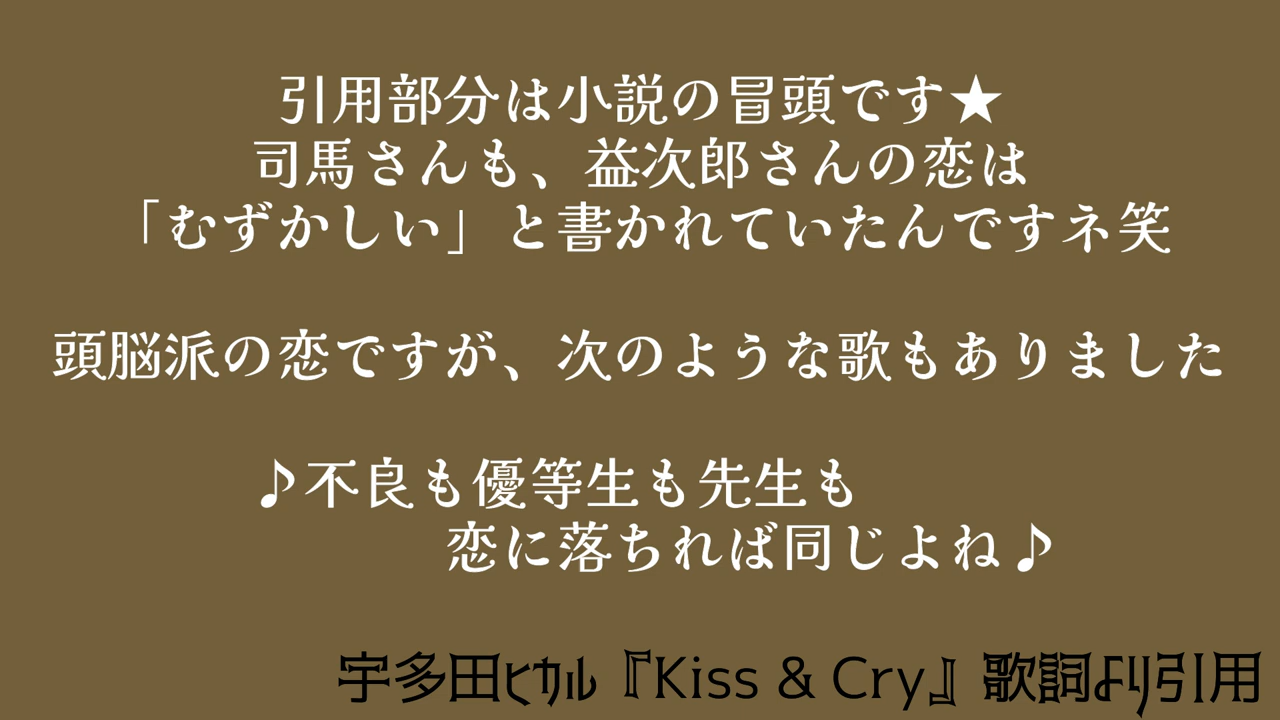 引用部分は小説の冒頭です★
司馬さんも、益次郎さんの恋は
「むずかしい」と書かれていたんですネ笑
頭脳派の恋ですが、次のような歌もありました
♪不良も優等生も先生も
恋に落ちれば同じよね♪
宇多田ヒカル『Kiss & Cry』歌詞より引用